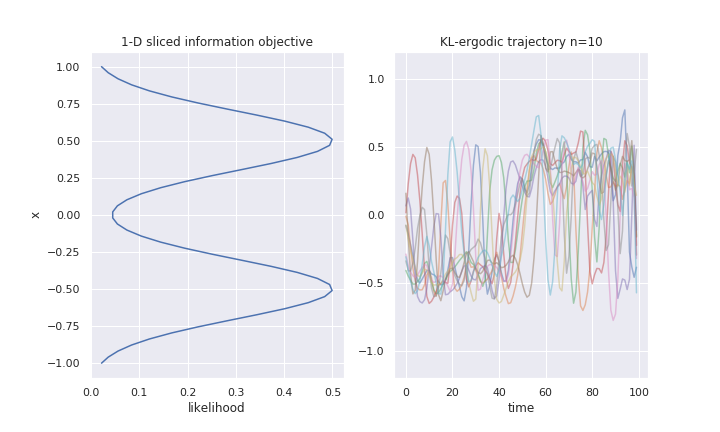 1-D sliced information objective
KL-ergodic trajectory n=10
1.00
0.75
0.50
0.25
0.00
−0.25
−0.50
−0.75
−1.00
x
0.0 0.1 0.2 0.3 0.4 0.5
likelihood
1.0
0.5
0.0
−0.5
−1.0
0 20 40 60 80 100
time